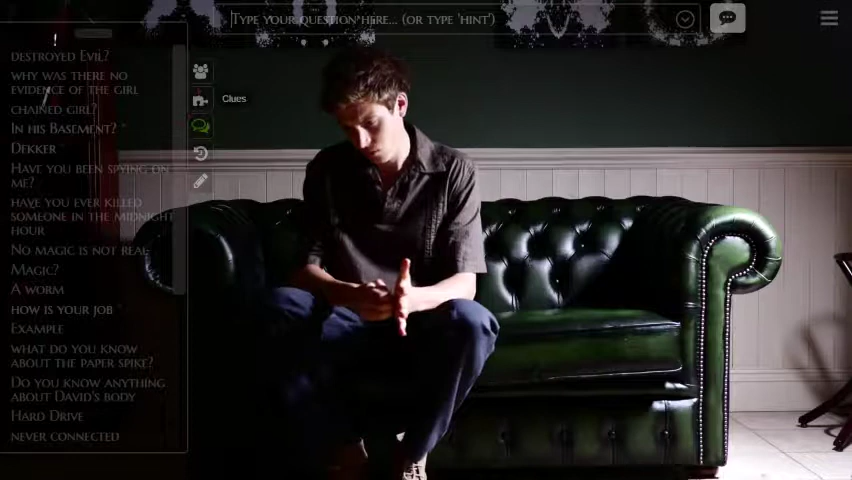 Type your question here... (or type 'hint')
destroyed Evil?
why was there no
evidence of the girl
chained girl?
In his Basement?
Dekker
Have you been spying on
me?
have you ever killed
someone in the midnight
hour
No magic is not real
Magic?
A worm
how is your job
Example
what do you know
about the paper spike?
Do you know anything
about David's body
Hard Drive
never connected
Clues